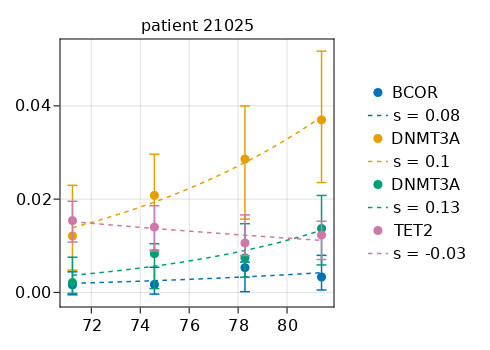 patient 21025
0.04
0.02
0.00
72 74 76 78 80
BCOR
s = 0.08
DNMT3A
s = 0.1
DNMT3A
s = 0.13
TET2
s = -0.03